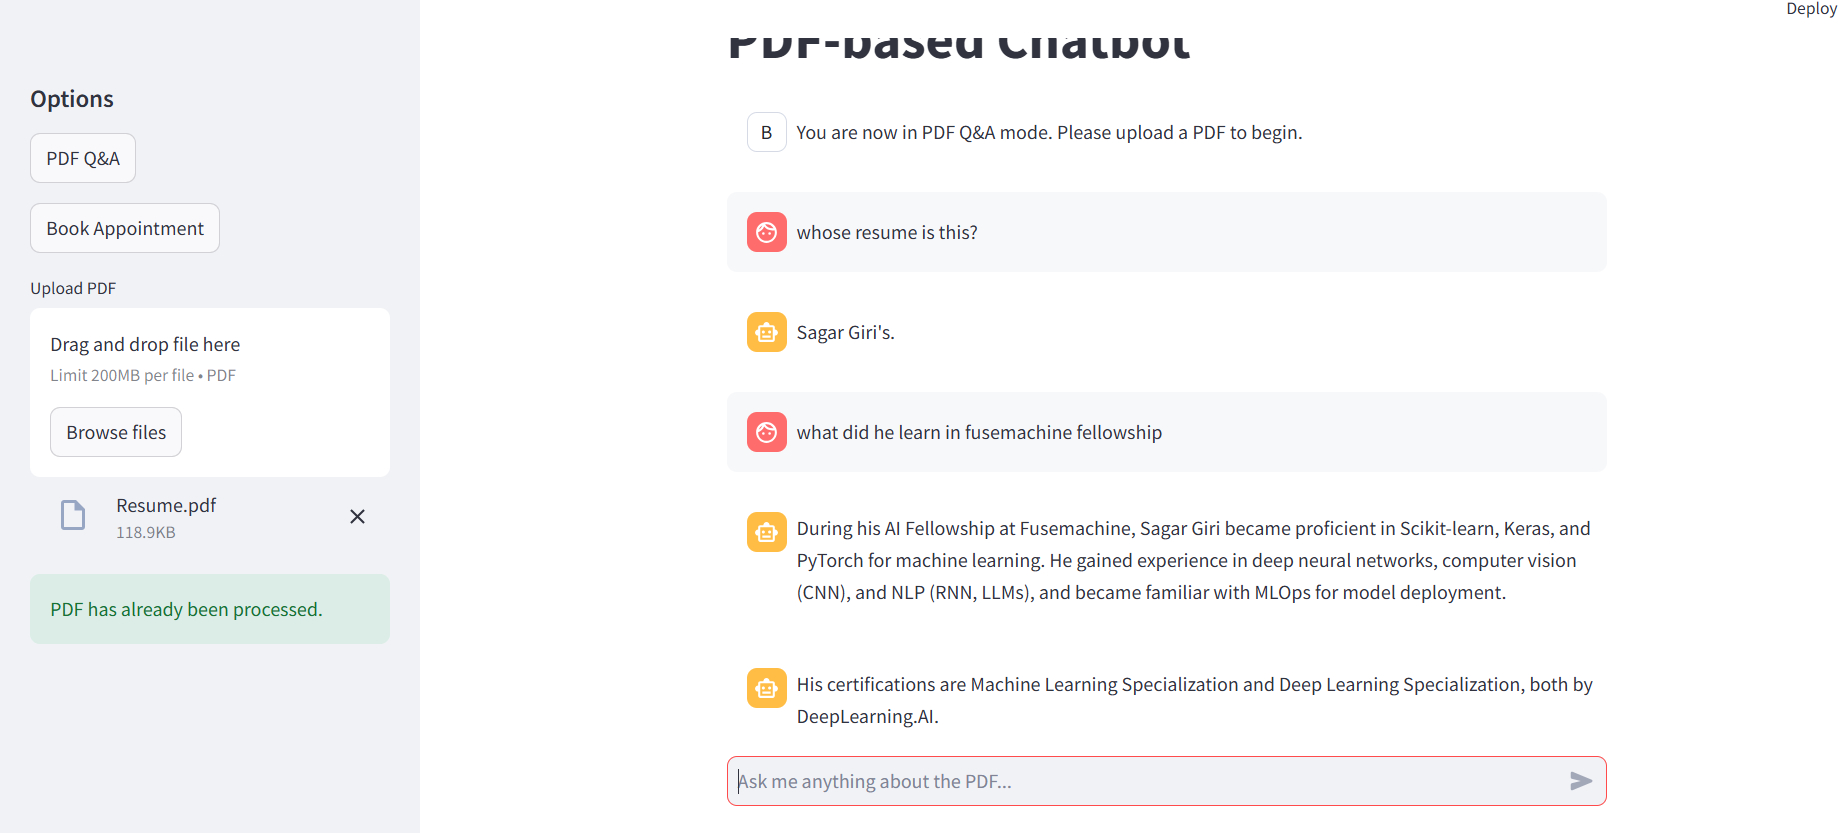 Deploy
Options
PDF Q&A
Book Appointment
Upload PDF
Drag and drop file here
Limit 200MB per file • PDF
Browse files
Resume.pdf
118.9KB
PDF has already been processed.
PDF-based Chatbot
B
You are now in PDF Q&A mode. Please upload a PDF to begin.
whose resume is this?
Sagar Giri's.
what did he learn in fusemachine fellowship
During his AI Fellowship at Fusemachine, Sagar Giri became proficient in Scikit-learn, Keras, and
PyTorch for machine learning. He gained experience in deep neural networks, computer vision
(CNN), and NLP (RNN, LLMs), and became familiar with MLOps for model deployment.
His certifications are Machine Learning Specialization and Deep Learning Specialization, both by
DeepLearning.AI.
Ask me anything about the PDF...